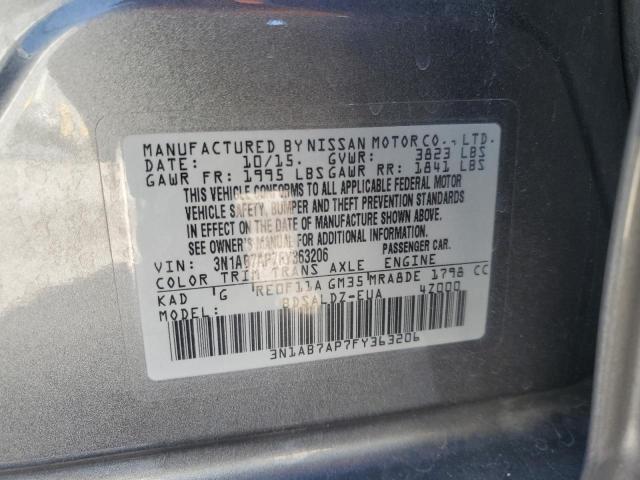 MANUFACTURED BY NISSAN MOTOR CO., LTD.
DATE: 10/15. GVWR: 3823 LBS
GAWR FR: 1995 LBS GAWR RR: 1841 LBS
THIS VEHICLE CONFORMS TO ALL APPLICABLE FEDERAL MOTOR
VEHICLE SAFETY, BUMPER AND THEFT PREVENTION STANDARDS
IN EFFECT ON THE DATE OF MANUFACTURE SHOWN ABOVE.
SEE OWNER'S MANUAL FOR ADDITIONAL INFORMATION.
VIN: 3N1AB7AP7FY363206 PASSENGER CAR.
COLOR TRIM TRANS AXLE ENGINE
KAD 'G 'RE0F11A GM35 MRA8DE 1798 CC
MODEL: BDSALDZ-EUA 47000
3N1AB7AP7FY363206